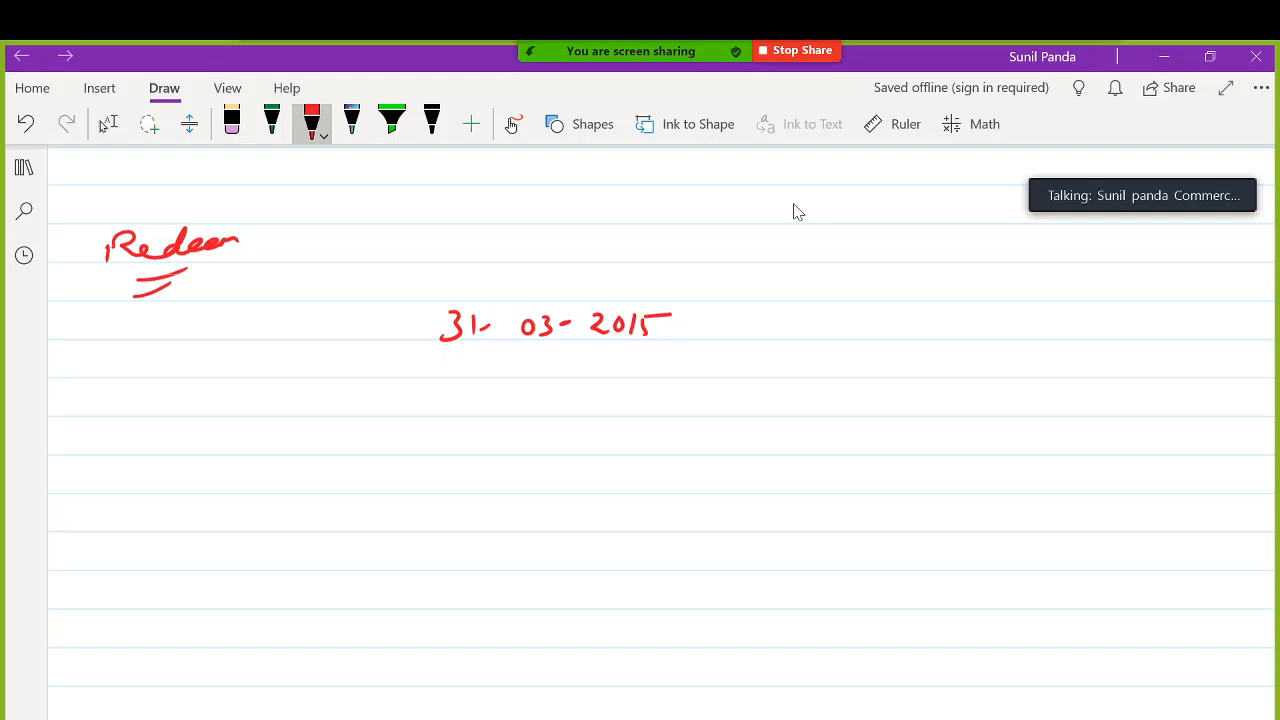 You are screen sharing
Stop Share
Sunil Panda
Home Insert Draw View Help
Saved offline (sign in required)
Share
Shapes Ink to Shape Ink to Text Ruler Math
Talking: Sunil panda Commerc...
Redeem
31- 03- 2015